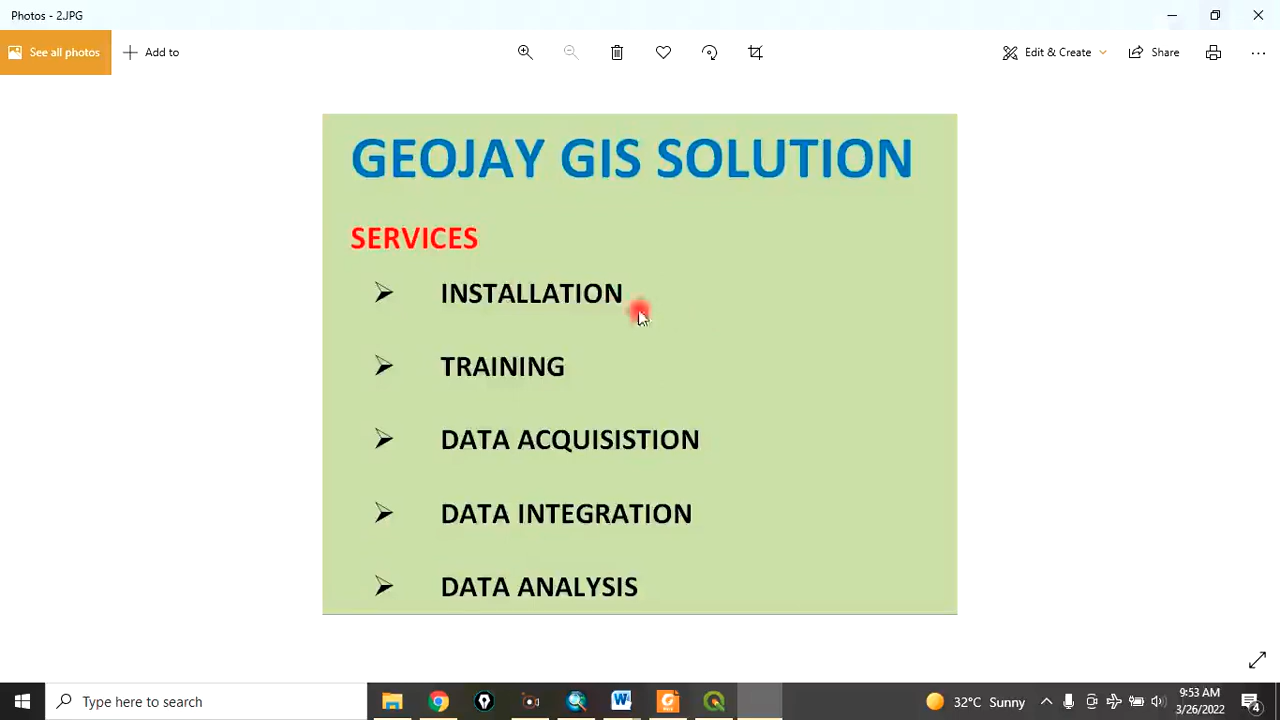 Photos - 2.JPG
See all photos
Add to
Edit & Create
Share
GEOJAY GIS SOLUTION
SERVICES
INSTALLATION
TRAINING
DATA ACQUISISTION
DATA INTEGRATION
DATA ANALYSIS
Type here to search
32°C Sunny
9:53 AM
3/26/2022
4